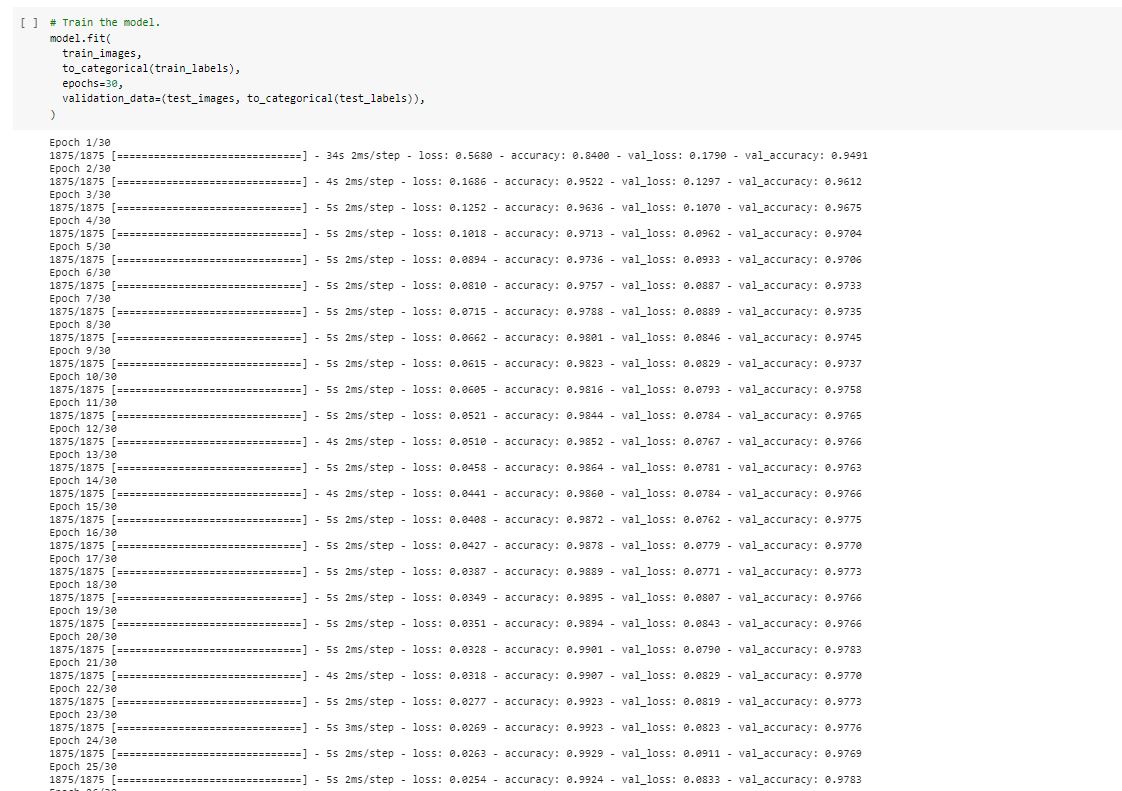 [ ] # Train the model.
model.fit(
  train_images,
  to_categorical(train_labels),
  epochs=30,
  validation_data=(test_images, to_categorical(test_labels)),
)
Epoch 1/30
1875/1875 [==============================] - 34s 2ms/step - loss: 0.5680 - accuracy: 0.8400 - val_loss: 0.1790 - val_accuracy: 0.9491
Epoch 2/30
1875/1875 [==============================] - 4s 2ms/step - loss: 0.1686 - accuracy: 0.9522 - val_loss: 0.1297 - val_accuracy: 0.9612
Epoch 3/30
1875/1875 [==============================] - 5s 2ms/step - loss: 0.1252 - accuracy: 0.9636 - val_loss: 0.1070 - val_accuracy: 0.9675
Epoch 4/30
1875/1875 [==============================] - 5s 2ms/step - loss: 0.1018 - accuracy: 0.9713 - val_loss: 0.0962 - val_accuracy: 0.9704
Epoch 5/30
1875/1875 [==============================] - 5s 2ms/step - loss: 0.0894 - accuracy: 0.9736 - val_loss: 0.0933 - val_accuracy: 0.9706
Epoch 6/30
1875/1875 [==============================] - 5s 2ms/step - loss: 0.0810 - accuracy: 0.9757 - val_loss: 0.0887 - val_accuracy: 0.9733
Epoch 7/30
1875/1875 [==============================] - 5s 2ms/step - loss: 0.0715 - accuracy: 0.9788 - val_loss: 0.0889 - val_accuracy: 0.9735
Epoch 8/30
1875/1875 [==============================] - 5s 2ms/step - loss: 0.0662 - accuracy: 0.9801 - val_loss: 0.0846 - val_accuracy: 0.9745
Epoch 9/30
1875/1875 [==============================] - 5s 2ms/step - loss: 0.0615 - accuracy: 0.9823 - val_loss: 0.0829 - val_accuracy: 0.9737
Epoch 10/30
1875/1875 [==============================] - 5s 2ms/step - loss: 0.0605 - accuracy: 0.9816 - val_loss: 0.0793 - val_accuracy: 0.9758
Epoch 11/30
1875/1875 [==============================] - 5s 2ms/step - loss: 0.0521 - accuracy: 0.9844 - val_loss: 0.0784 - val_accuracy: 0.9765
Epoch 12/30
1875/1875 [==============================] - 4s 2ms/step - loss: 0.0510 - accuracy: 0.9852 - val_loss: 0.0767 - val_accuracy: 0.9766
Epoch 13/30
1875/1875 [==============================] - 5s 2ms/step - loss: 0.0458 - accuracy: 0.9864 - val_loss: 0.0781 - val_accuracy: 0.9763
Epoch 14/30
1875/1875 [==============================] - 4s 2ms/step - loss: 0.0441 - accuracy: 0.9860 - val_loss: 0.0784 - val_accuracy: 0.9766
Epoch 15/30
1875/1875 [==============================] - 5s 2ms/step - loss: 0.0408 - accuracy: 0.9872 - val_loss: 0.0762 - val_accuracy: 0.9775
Epoch 16/30
1875/1875 [==============================] - 5s 2ms/step - loss: 0.0427 - accuracy: 0.9878 - val_loss: 0.0779 - val_accuracy: 0.9770
Epoch 17/30
1875/1875 [==============================] - 5s 2ms/step - loss: 0.0387 - accuracy: 0.9889 - val_loss: 0.0771 - val_accuracy: 0.9773
Epoch 18/30
1875/1875 [==============================] - 5s 2ms/step - loss: 0.0349 - accuracy: 0.9895 - val_loss: 0.0807 - val_accuracy: 0.9766
Epoch 19/30
1875/1875 [==============================] - 5s 2ms/step - loss: 0.0351 - accuracy: 0.9894 - val_loss: 0.0843 - val_accuracy: 0.9766
Epoch 20/30
1875/1875 [==============================] - 5s 2ms/step - loss: 0.0328 - accuracy: 0.9901 - val_loss: 0.0790 - val_accuracy: 0.9783
Epoch 21/30
1875/1875 [==============================] - 4s 2ms/step - loss: 0.0318 - accuracy: 0.9907 - val_loss: 0.0829 - val_accuracy: 0.9770
Epoch 22/30
1875/1875 [==============================] - 5s 2ms/step - loss: 0.0277 - accuracy: 0.9923 - val_loss: 0.0819 - val_accuracy: 0.9773
Epoch 23/30
1875/1875 [==============================] - 5s 3ms/step - loss: 0.0269 - accuracy: 0.9923 - val_loss: 0.0823 - val_accuracy: 0.9776
Epoch 24/30
1875/1875 [==============================] - 5s 2ms/step - loss: 0.0263 - accuracy: 0.9929 - val_loss: 0.0911 - val_accuracy: 0.9769
Epoch 25/30
1875/1875 [==============================] - 5s 2ms/step - loss: 0.0254 - accuracy: 0.9924 - val_loss: 0.0833 - val_accuracy: 0.9783